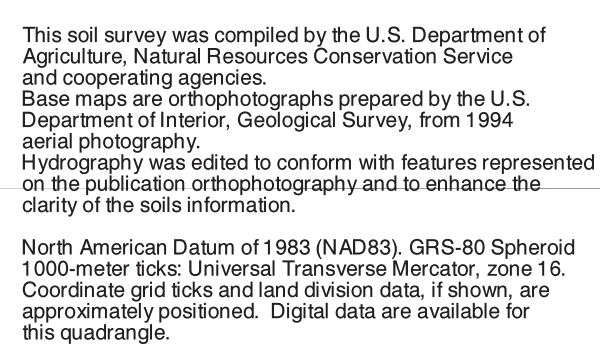 This soil survey was compiled by the U.S. Department of
Agriculture, Natural Resources Conservation Service
and cooperating agencies.
Base maps are orthophotographs prepared by the U.S.
Department of Interior, Geological Survey, from 1994
aerial photography.
Hydrography was edited to conform with features represented
on the publication orthophotography and to enhance the
clarity of the soils information.

North American Datum of 1983 (NAD83). GRS-80 Spheroid
1000-meter ticks: Universal Transverse Mercator, zone 16.
Coordinate grid ticks and land division data, if shown, are
approximately positioned.  Digital data are available for
this quadrangle.